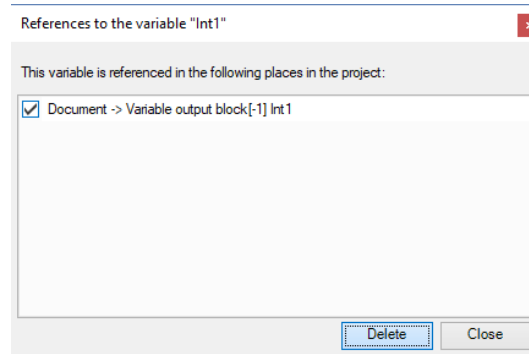 References to the variable "Int1"
This variable is referenced in the following places in the project:
Document -> Variable output block[-1] Int1
Delete Close